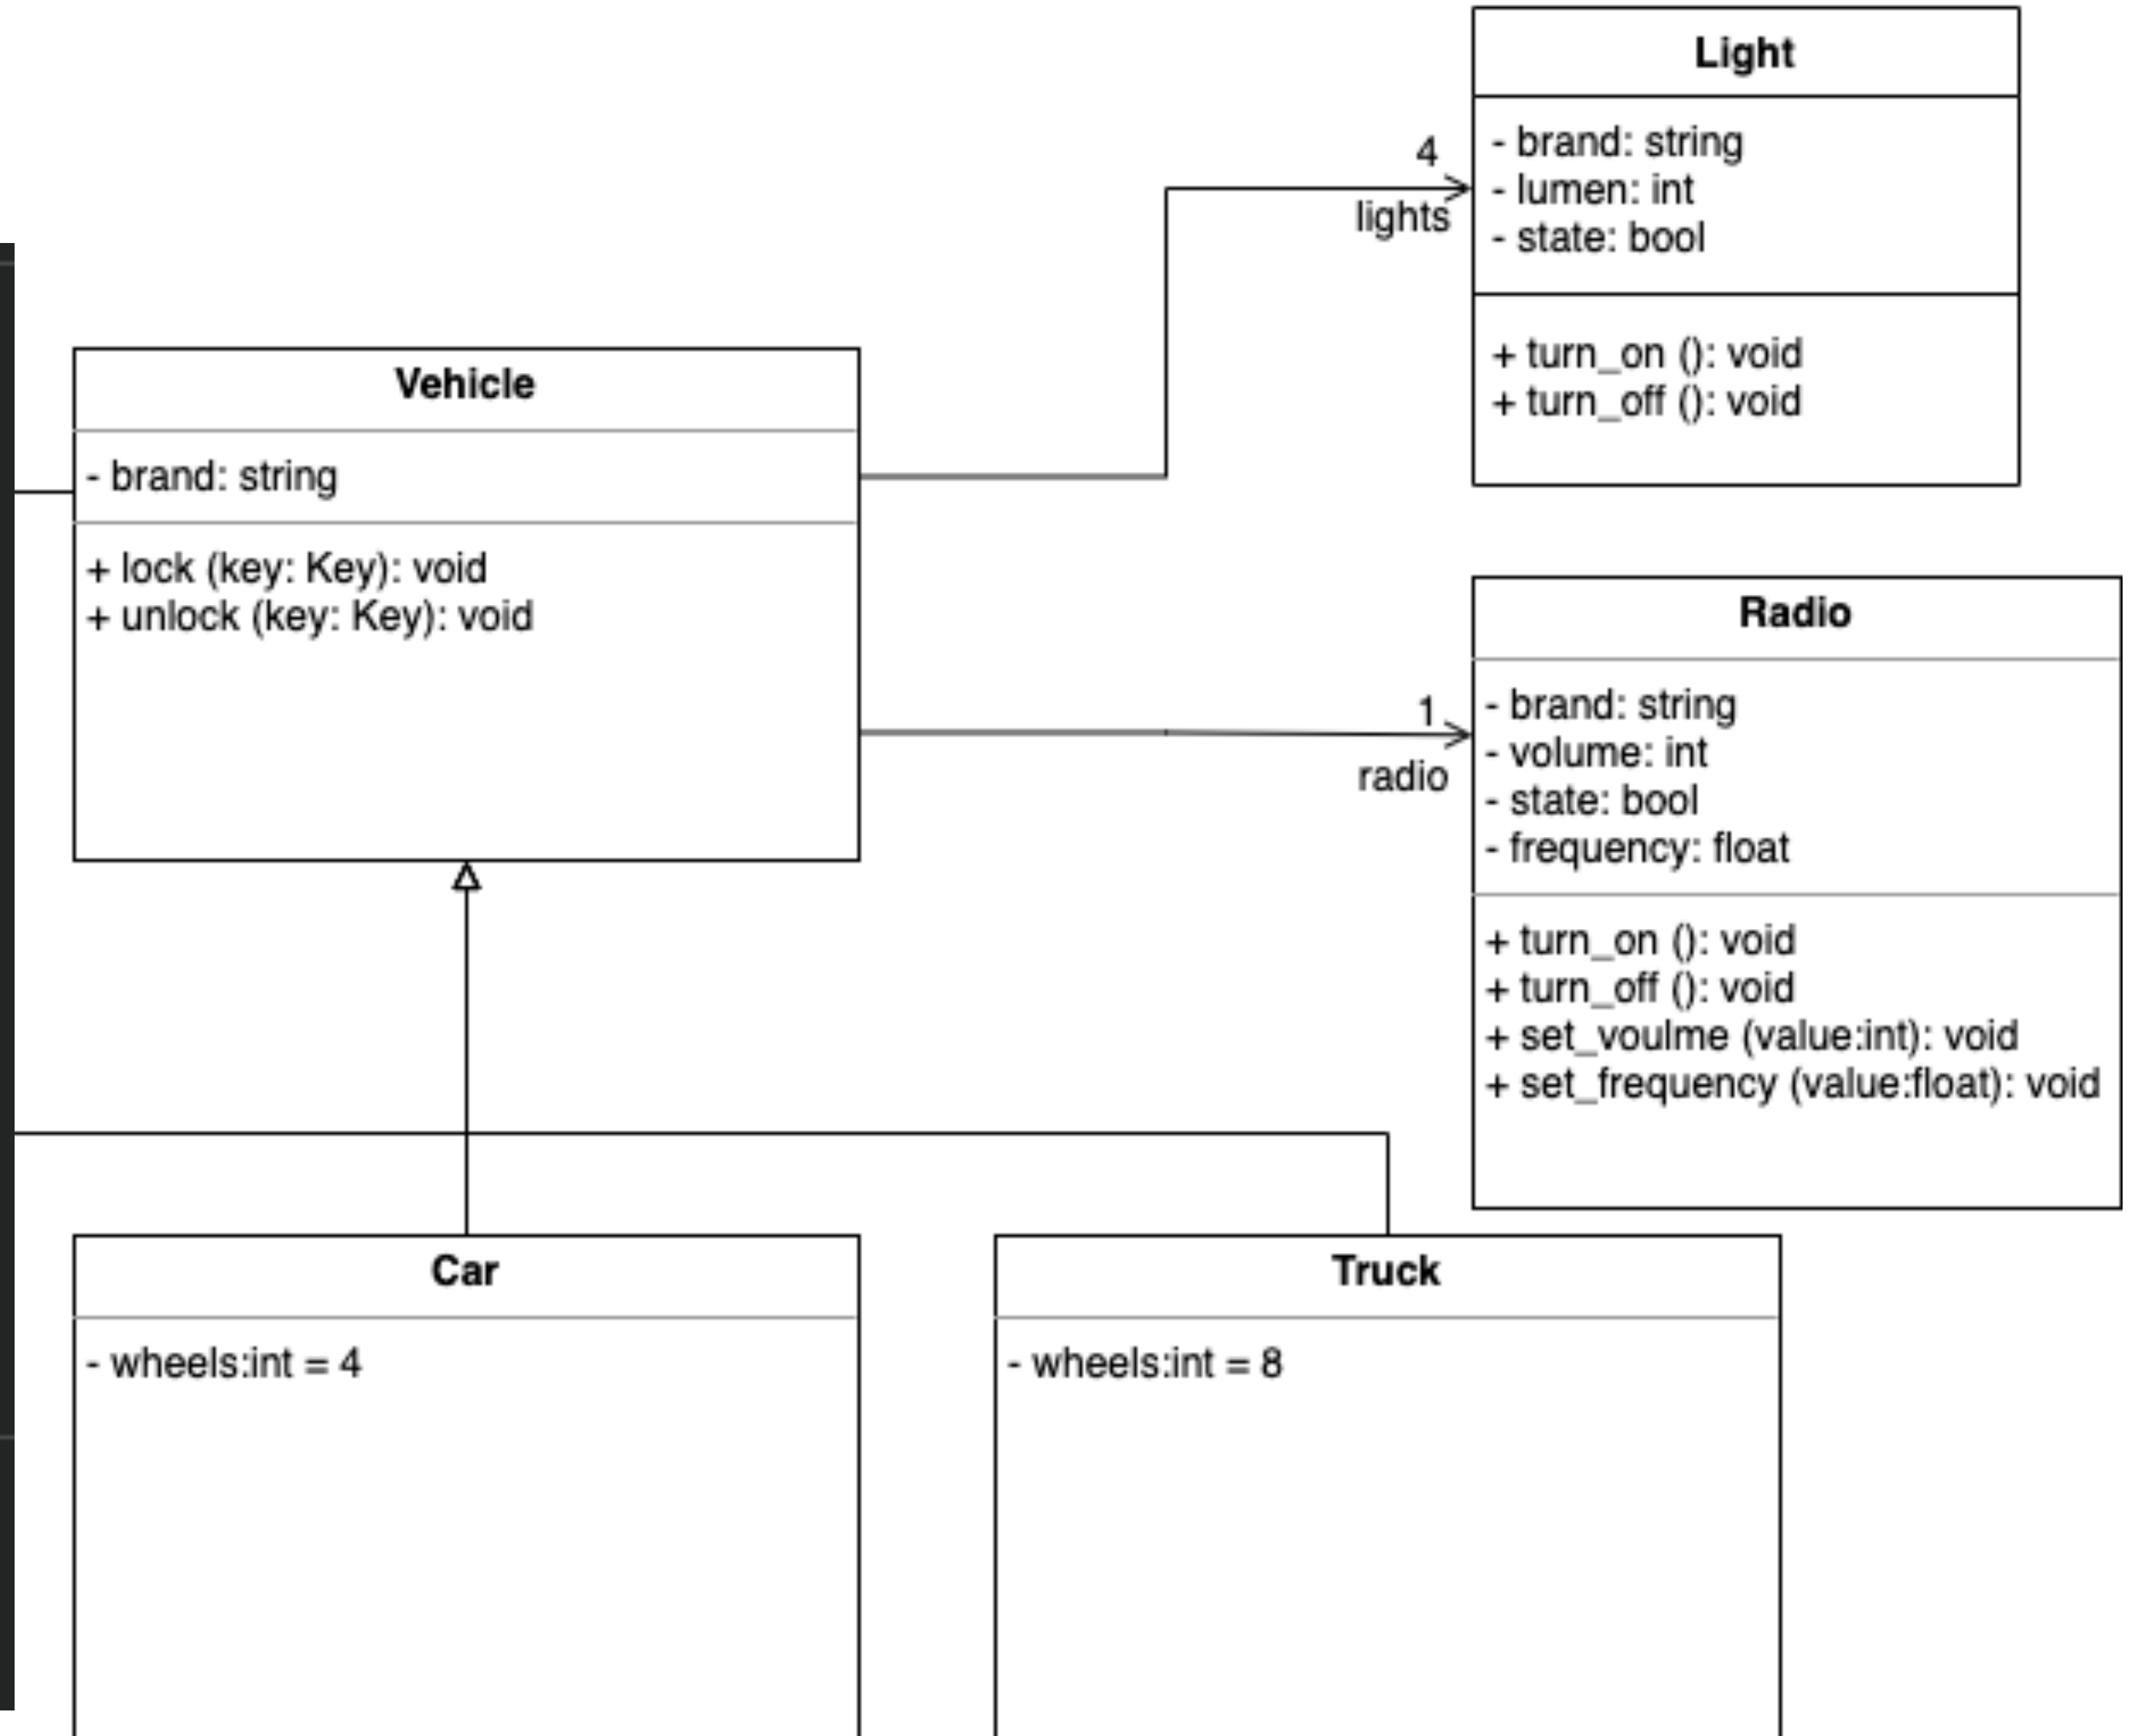 Light
- brand: string
- lumen: int
- state: bool
+ turn_on (): void
+ turn_off (): void
4
lights
Vehicle
- brand: string
+ lock (key: Key): void
+ unlock (key: Key): void
1
radio
Radio
- brand: string
- volume: int
- state: bool
- frequency: float
+ turn_on (): void
+ turn_off (): void
+ set_voulme (value:int): void
+ set_frequency (value:float): void
Car
- wheels:int = 4
Truck
- wheels:int = 8